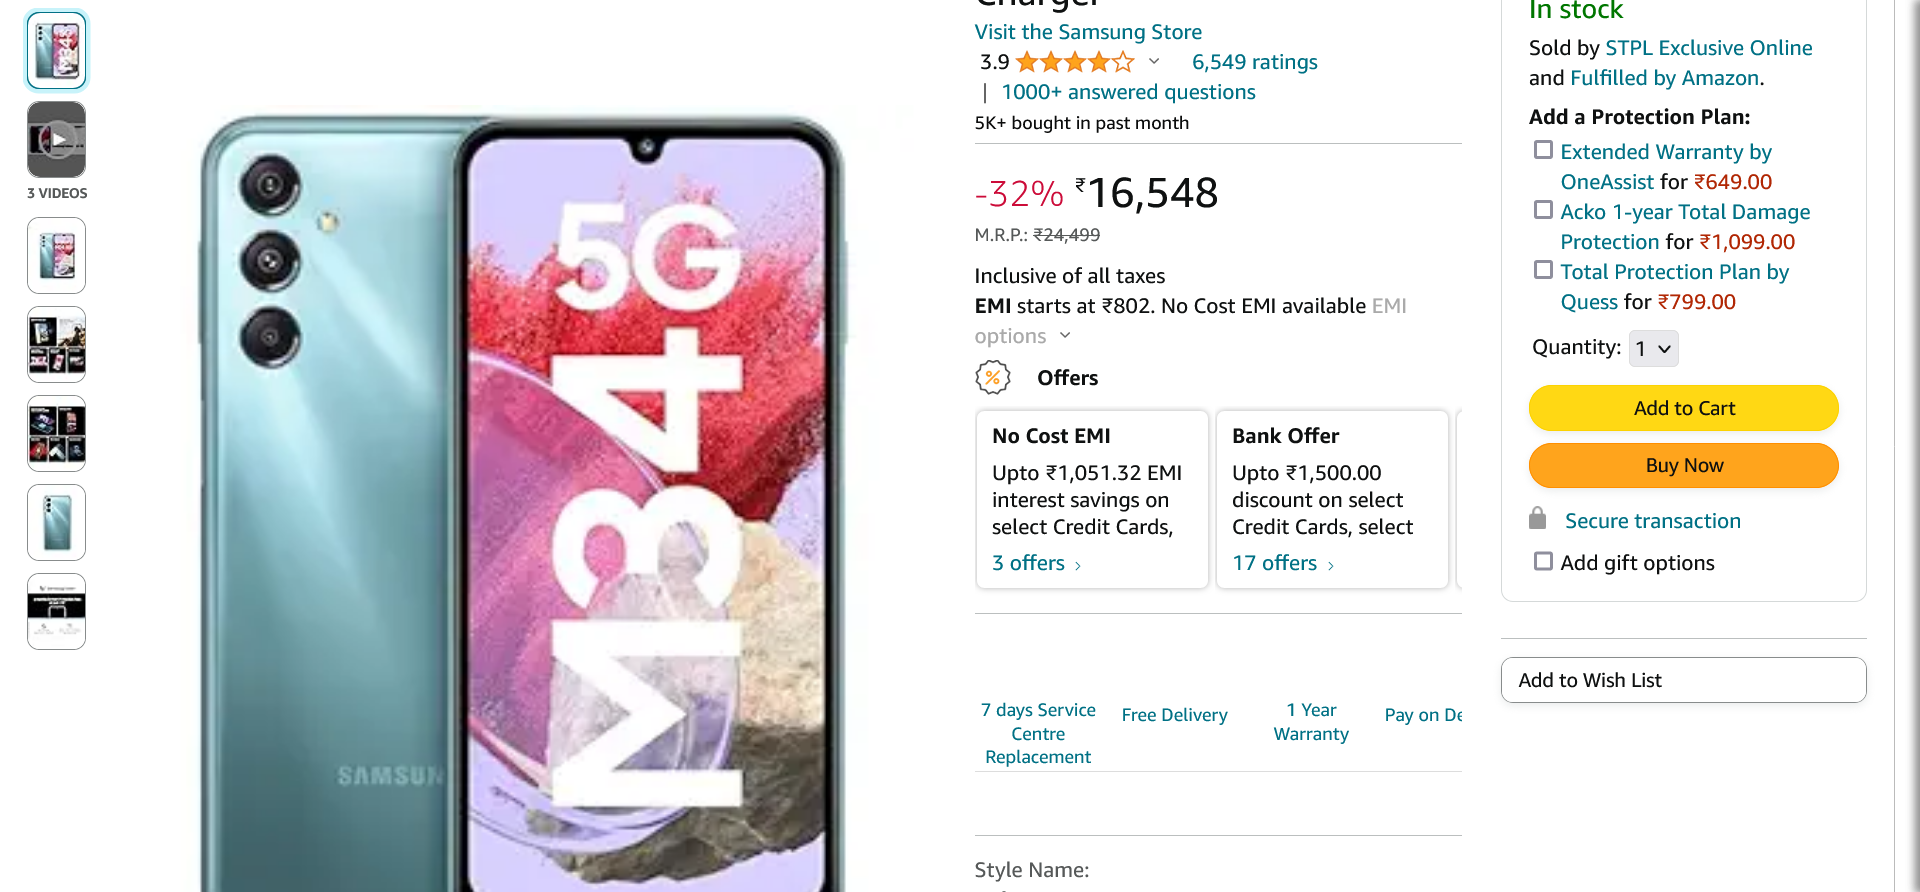 3 VIDEOS
5G
M34
SAMSUN
Charger
Visit the Samsung Store
3.9
6,549 ratings
| 1000+ answered questions
5K+ bought in past month
-32% ₹16,548
M.R.P.: ₹24,499
Inclusive of all taxes
EMI starts at ₹802. No Cost EMI available EMI
options
% Offers
No Cost EMI
Upto ₹1,051.32 EMI
interest savings on
select Credit Cards,
3 offers ›
Bank Offer
Upto ₹1,500.00
discount on select
Credit Cards, select
17 offers ›
7 days Service
Centre
Replacement
Free Delivery
1 Year
Warranty
Pay on De
Style Name:
In stock
Sold by STPL Exclusive Online
and Fulfilled by Amazon.
Add a Protection Plan:
Extended Warranty by
OneAssist for ₹649.00
Acko 1-year Total Damage
Protection for ₹1,099.00
Total Protection Plan by
Quess for ₹799.00
Quantity: 1
Add to Cart
Buy Now
Secure transaction
Add gift options
Add to Wish List